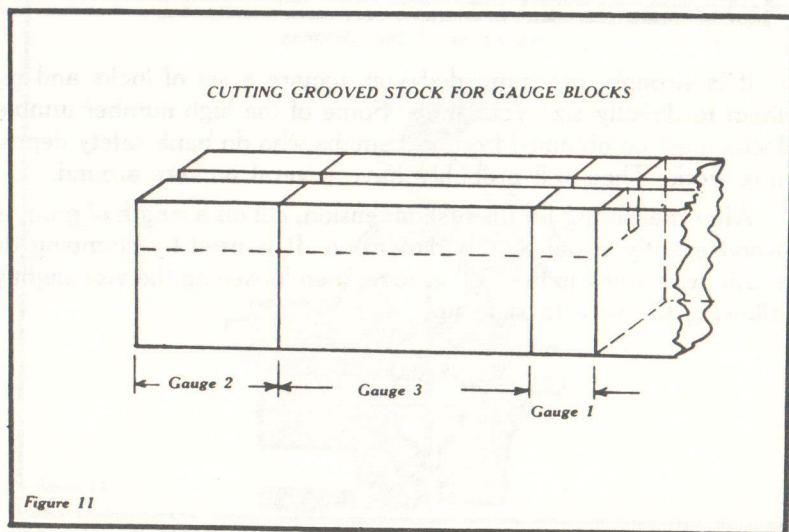 CUTTING GROOVED STOCK FOR GAUGE BLOCKS
Gauge 2
Gauge 3
Gauge 1
Figure 11